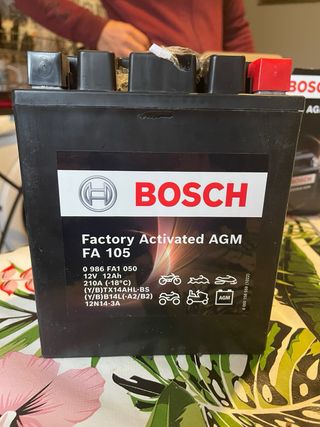 BOSCH
Factory Activated AGM
FA 105
0 986 FA1 050
12V 12Ah
210A (-18°C)
(Y/B)TX14AHL-BS
(Y/B)B14L(-A2/B2)
12N14-3A
AGM
BOSCH